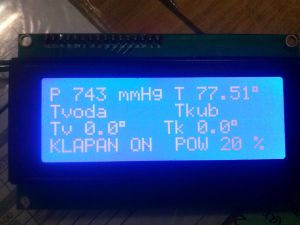 P 743 mmHg T 77.51°
Tvoda Tkub
Tv 0.0° Tk 0.0°
KLAPAN ON POW 20 %